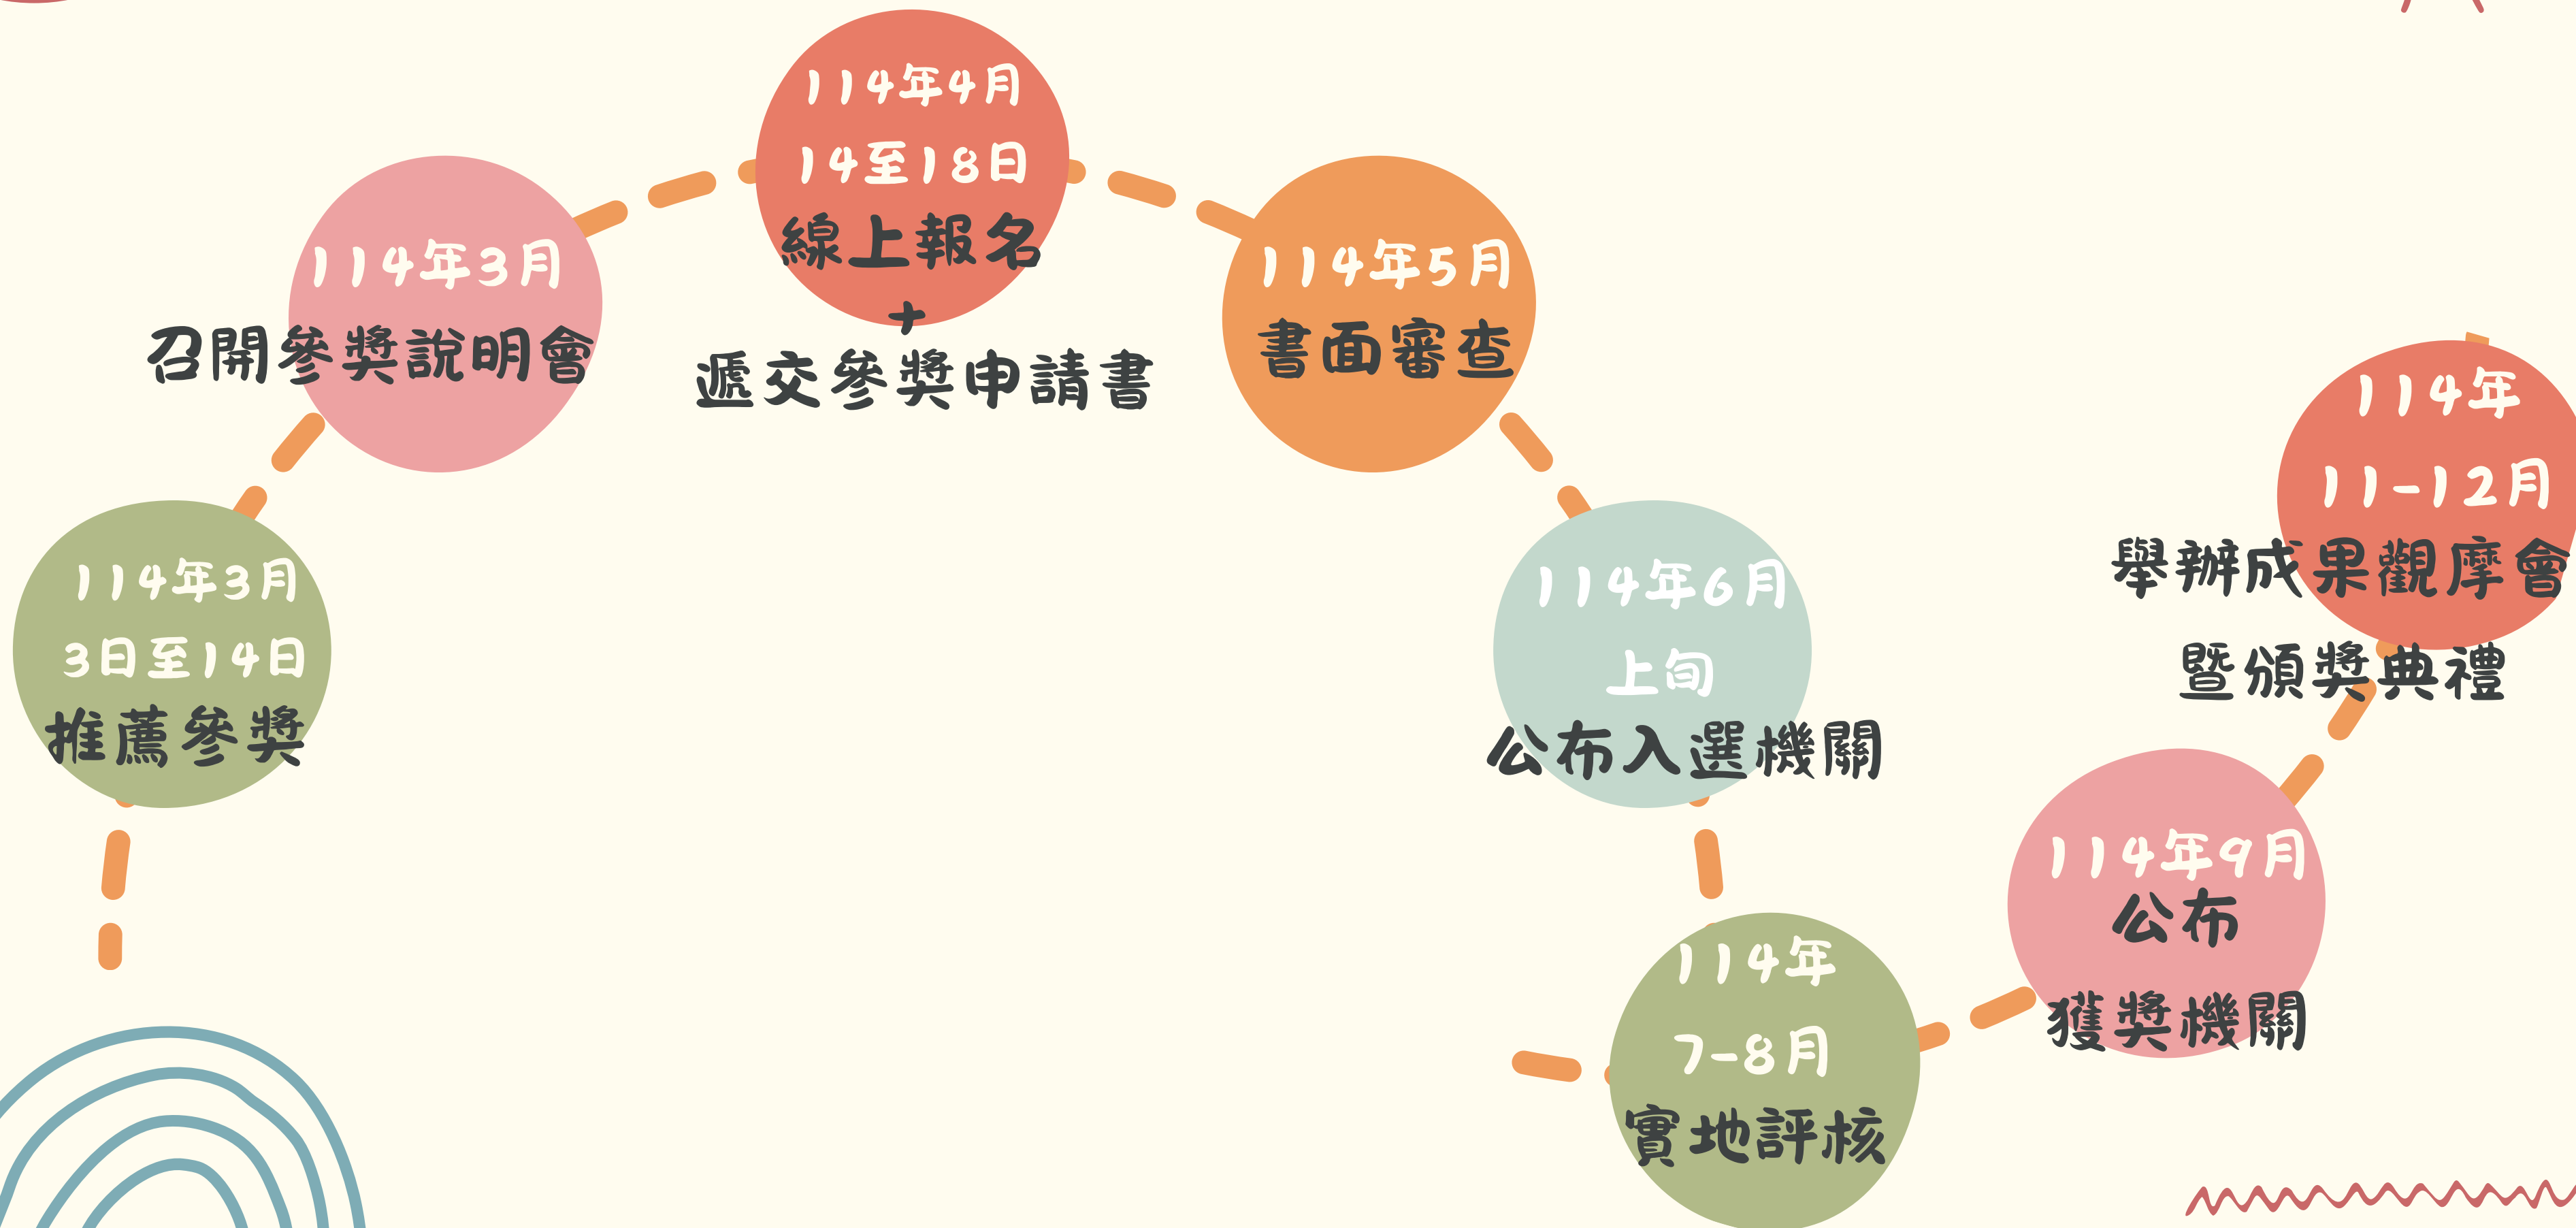 114年3月
3日至14日
推薦參獎
114年3月
召開參獎說明會
114年4月
14至18日
線上報名
+
遞交參獎申請書
114年5月
書面審查
114年6月
上旬
公布入選機關
114年
7-8月
實地評核
114年9月
公布
獲獎機關
114年
11-12月
舉辦成果觀摩會
暨頒獎典禮